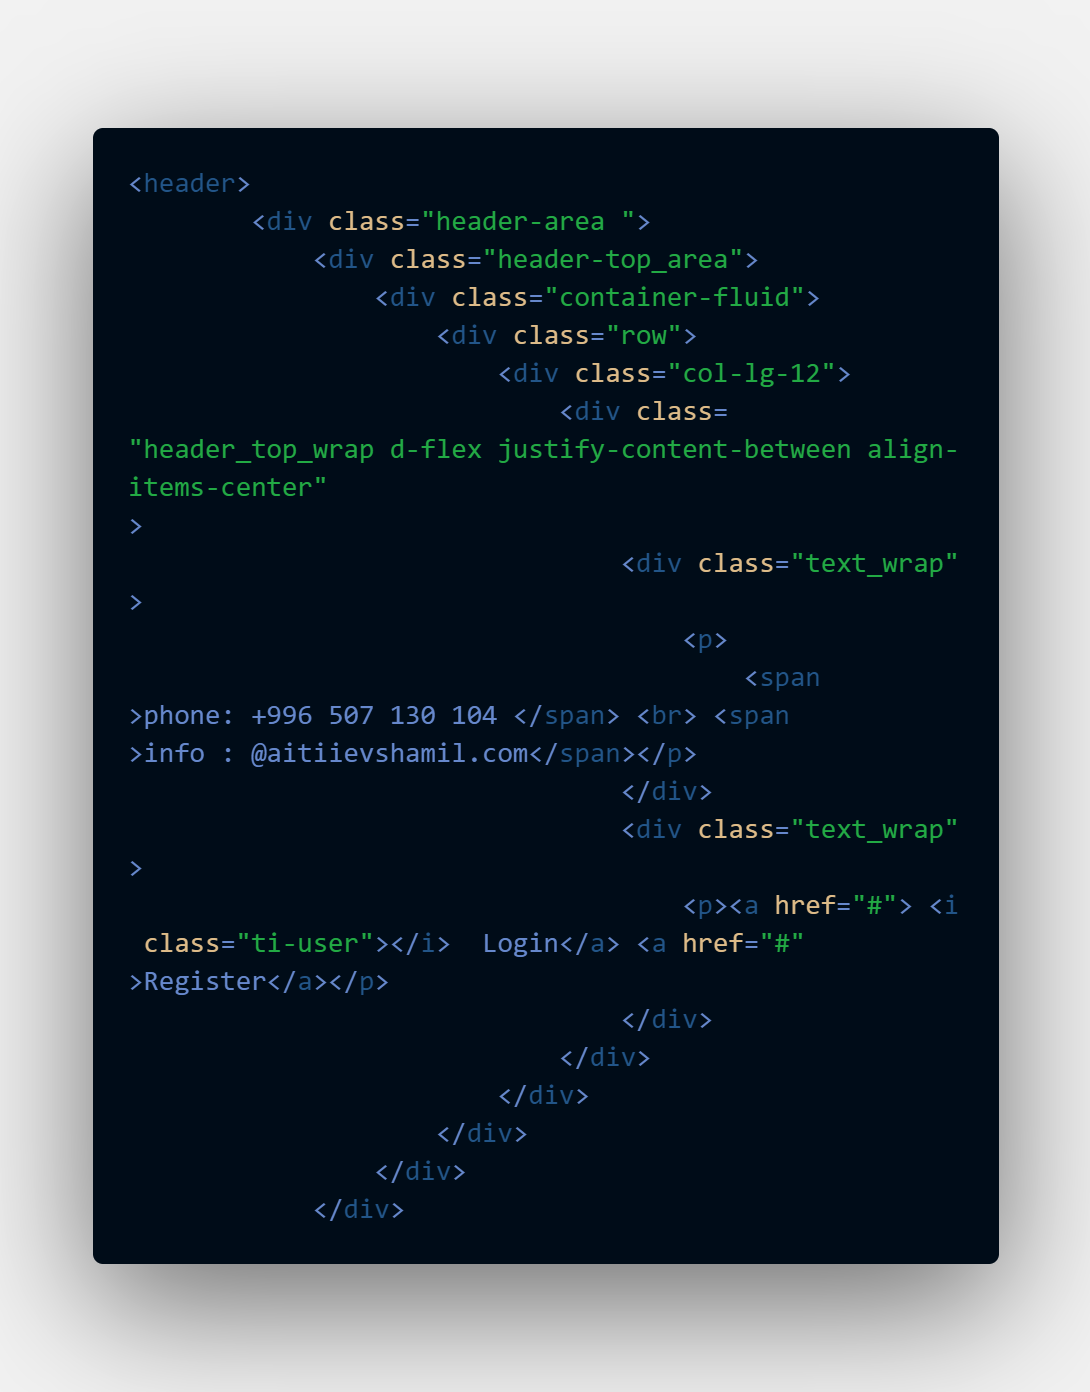 <header>
        <div class="header-area ">
            <div class="header-top_area">
                <div class="container-fluid">
                    <div class="row">
                        <div class="col-lg-12">
                            <div class=
"header_top_wrap d-flex justify-content-between align-
items-center"
>
                                <div class="text_wrap"
>
                                    <p>
                                        <span
>phone: +996 507 130 104 </span> <br> <span
>info : @aitiievshamil.com</span></p>
                                </div>
                                <div class="text_wrap"
>
                                    <p><a href="#"> <i
 class="ti-user"></i>  Login</a> <a href="#"
>Register</a></p>
                                </div>
                            </div>
                        </div>
                    </div>
                </div>
            </div>